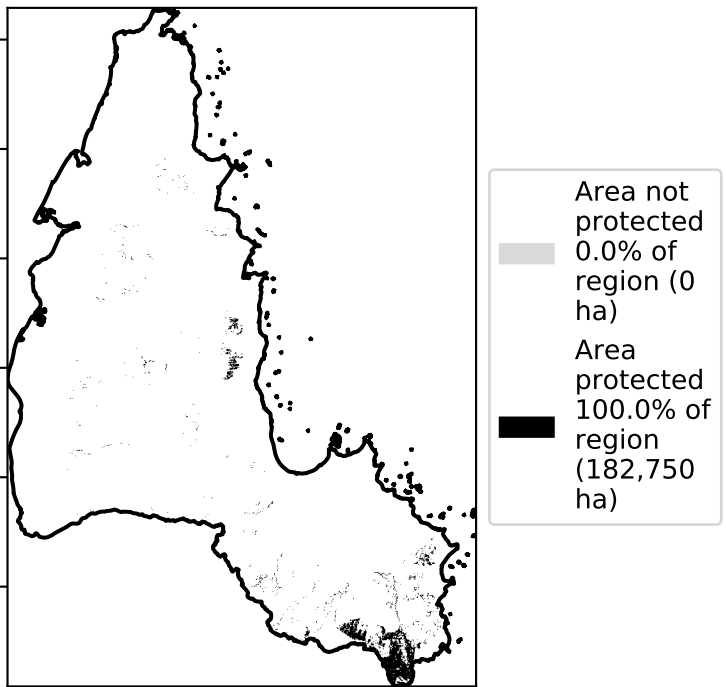 Area not
protected
0.0% of
region (0
ha)
Area
protected
100.0% of
region
(182,750
ha)